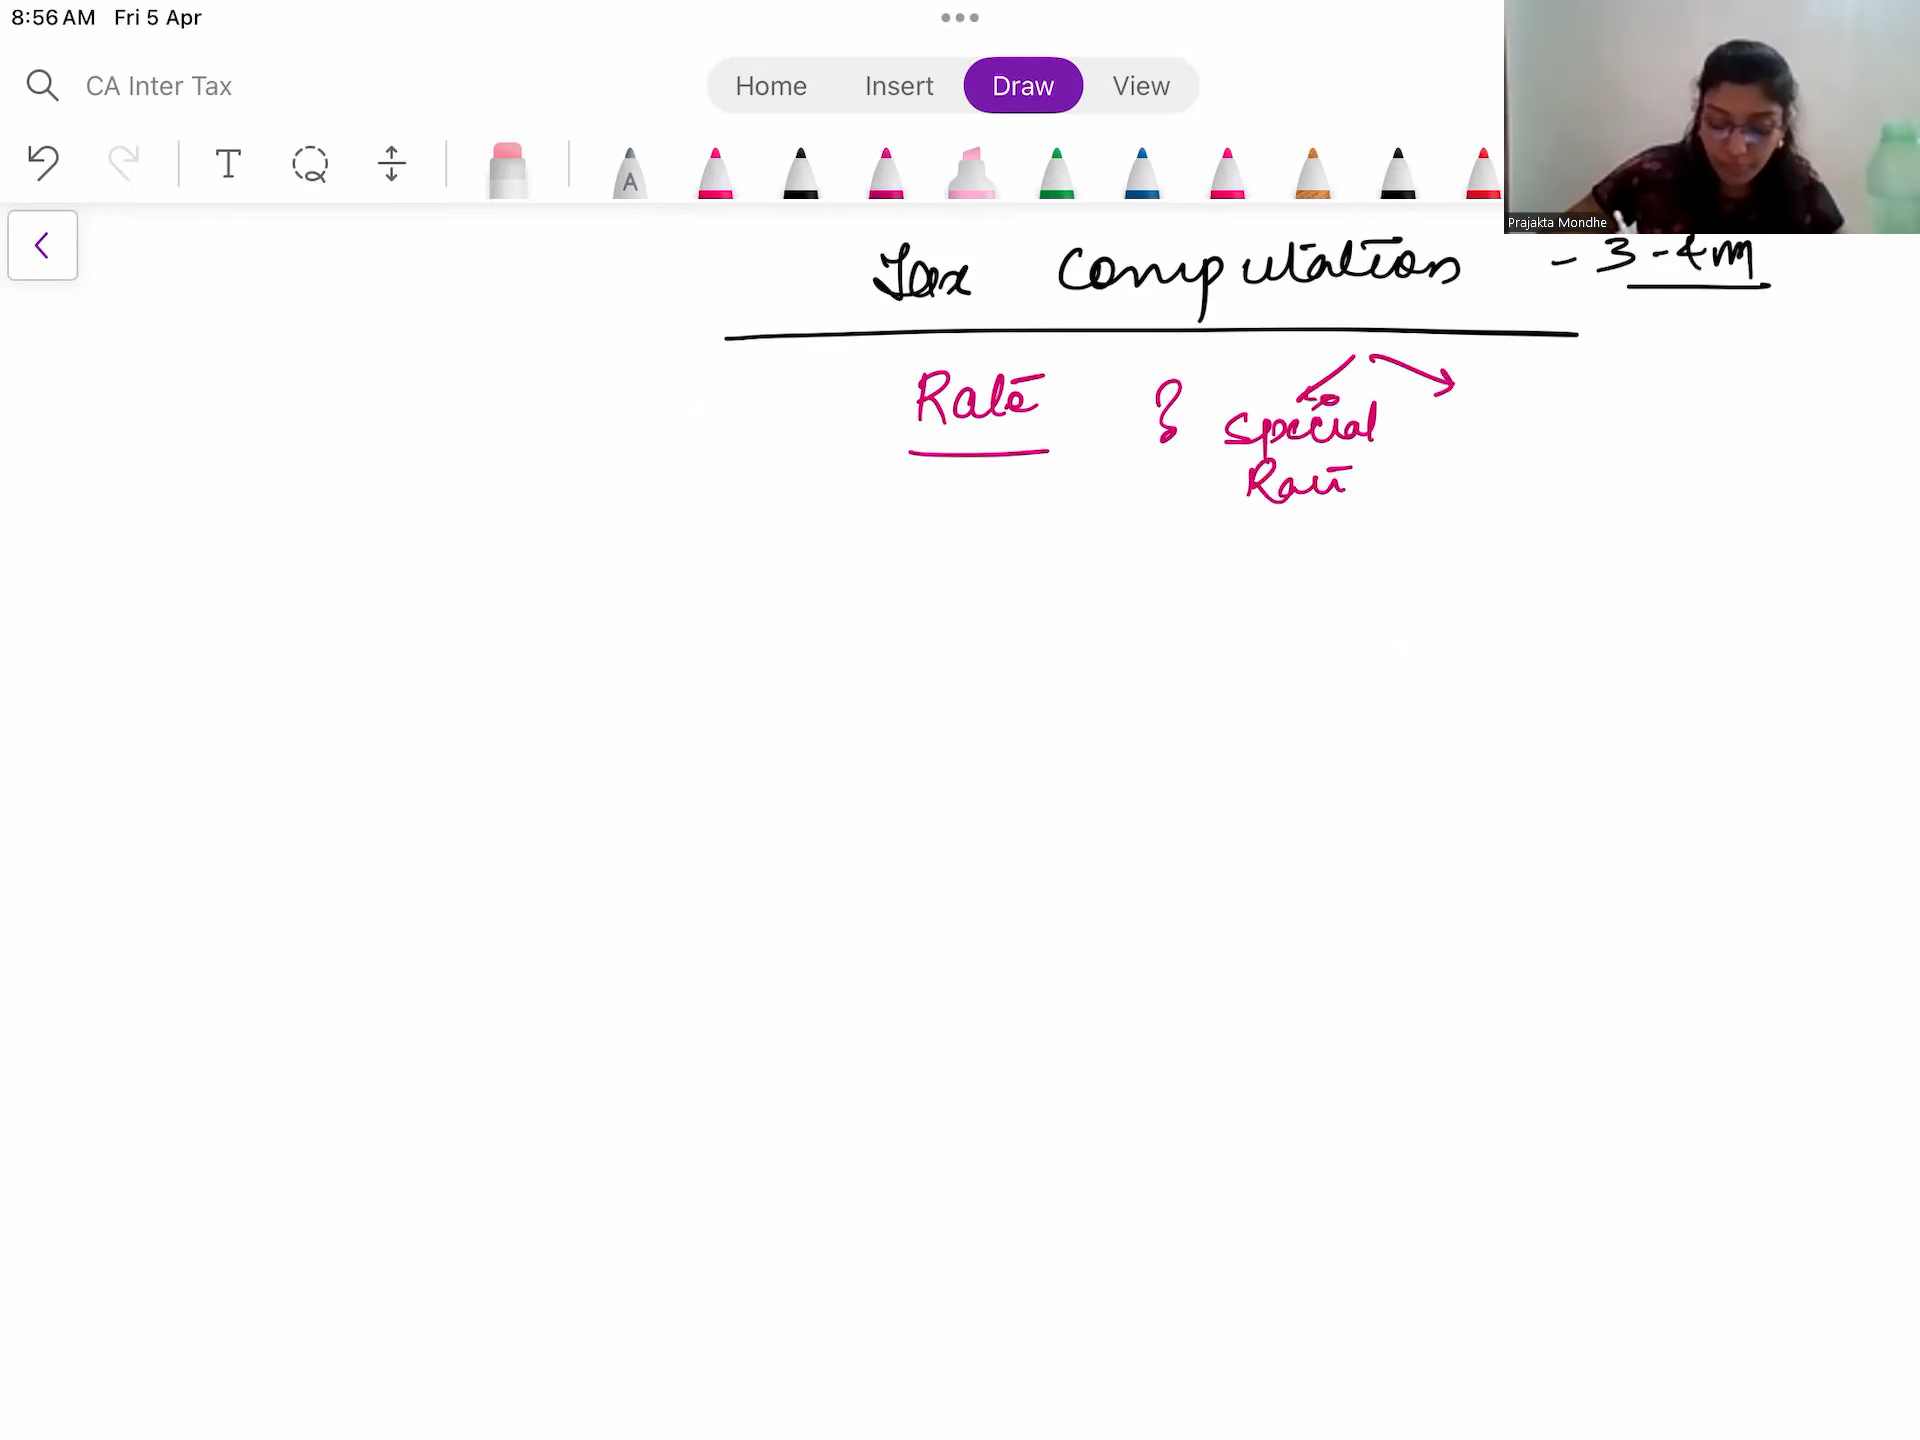 8:56 AM Fri 5 Apr
CA Inter Tax
Home Insert Draw View
T
A
Prajakta Mondhe
Tax Computation - 3-4m
Rate } Special
Rate